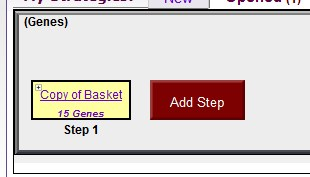 My Strategies: New Opened (1)
(Genes)
Copy of Basket
15 Genes
Step 1
Add Step